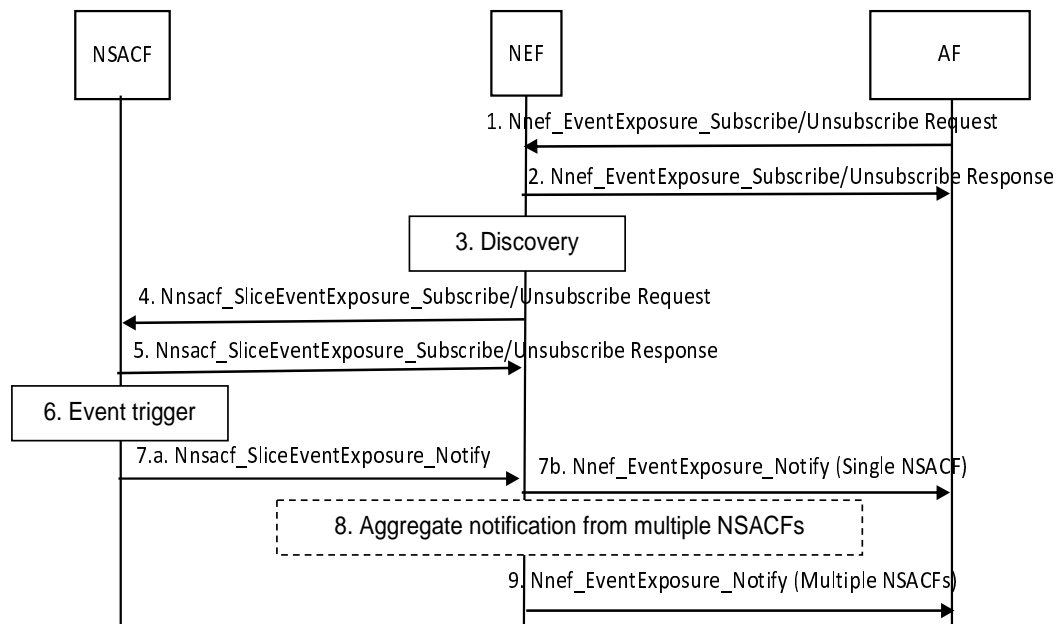 NSACF
NEF
AF
1. Nnef_EventExposure_Subscribe/Unsubscribe Request
2. Nnef_EventExposure_Subscribe/Unsubscribe Response
3. Discovery
4. Nnsacf_SliceEventExposure_Subscribe/Unsubscribe Request
5. Nnsacf_SliceEventExposure_Subscribe/Unsubscribe Response
6. Event trigger
7.a. Nnsacf_SliceEventExposure_Notify
7b. Nnef_EventExposure_Notify (Single NSACF)
8. Aggregate notification from multiple NSACFs
9. Nnef_EventExposure_Notify (Multiple NSACFs)